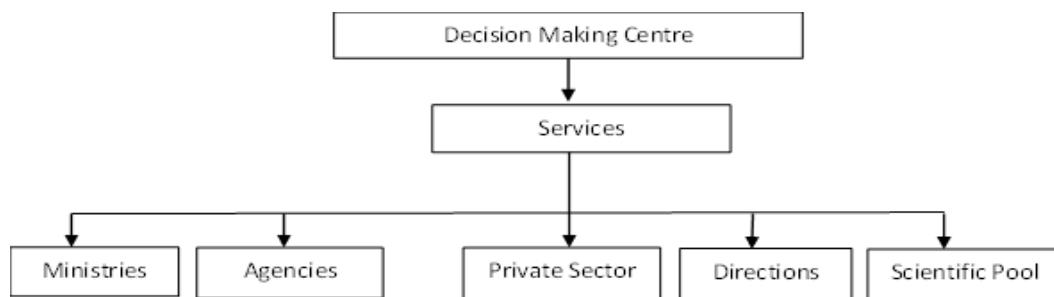 Decision Making Centre
Services
Ministries
Agencies
Private Sector
Directions
Scientific Pool